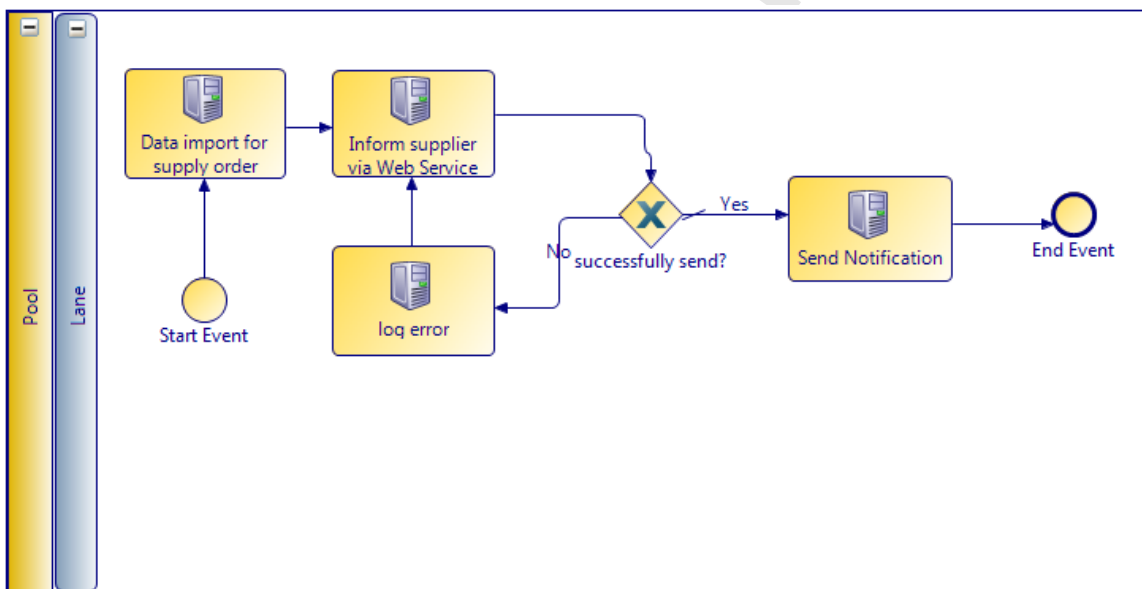 Pool
Lane
Data import for
supply order
Inform supplier
via Web Service
Start Event
log error
No
successfully send?
Yes
Send Notification
End Event